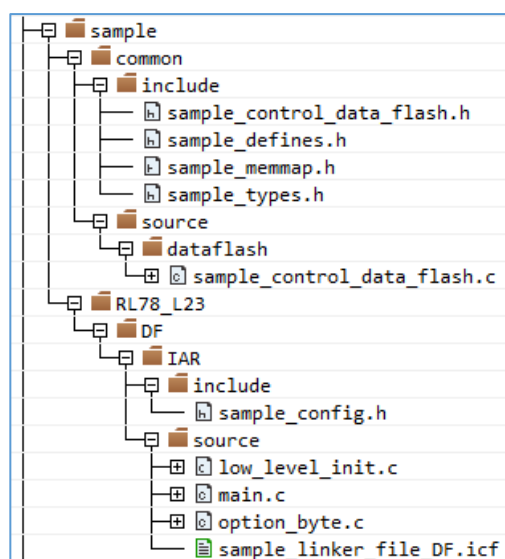 sample
common
include
sample_control_data_flash.h
sample_defines.h
sample_memmap.h
sample_types.h
source
dataflash
sample_control_data_flash.c
RL78_L23
DF
IAR
include
sample_config.h
source
low_level_init.c
main.c
option_byte.c
sample_linker_file_DF.icf